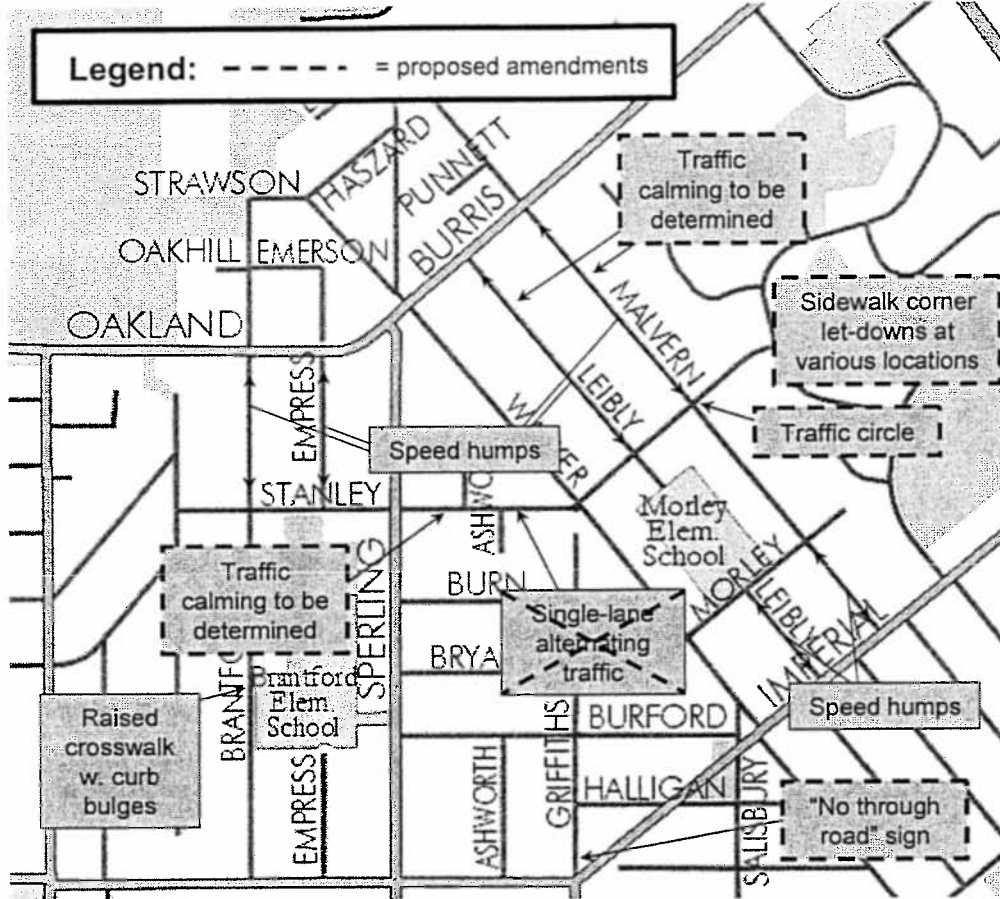 Legend: = proposed amendments
HASZARD
PUNNETT
STRAWSON
BURRIS
Traffic
calming to be
determined
OAKHILL
EMERSON
OAKLAND
MALVERN
Sidewalk corner
let-downs at
various locations
EMPRESS
LEIBLY
Traffic circle
Speed humps
STANLEY
Morley
Elem.
School
MORLEY
Traffic
calming to be
determined
SPERLING
BURN
Single-lane
alternating
traffic
LEIBLY
IMPERIAL
BRYA
Brantford
Elem.
School
Raised
crosswalk
w. curb
bulges
Speed humps
GRIFFITHS
BURFORD
EMPRESS
ASHWORTH
HALLIGAN
SALISBURY
"No through
road" sign